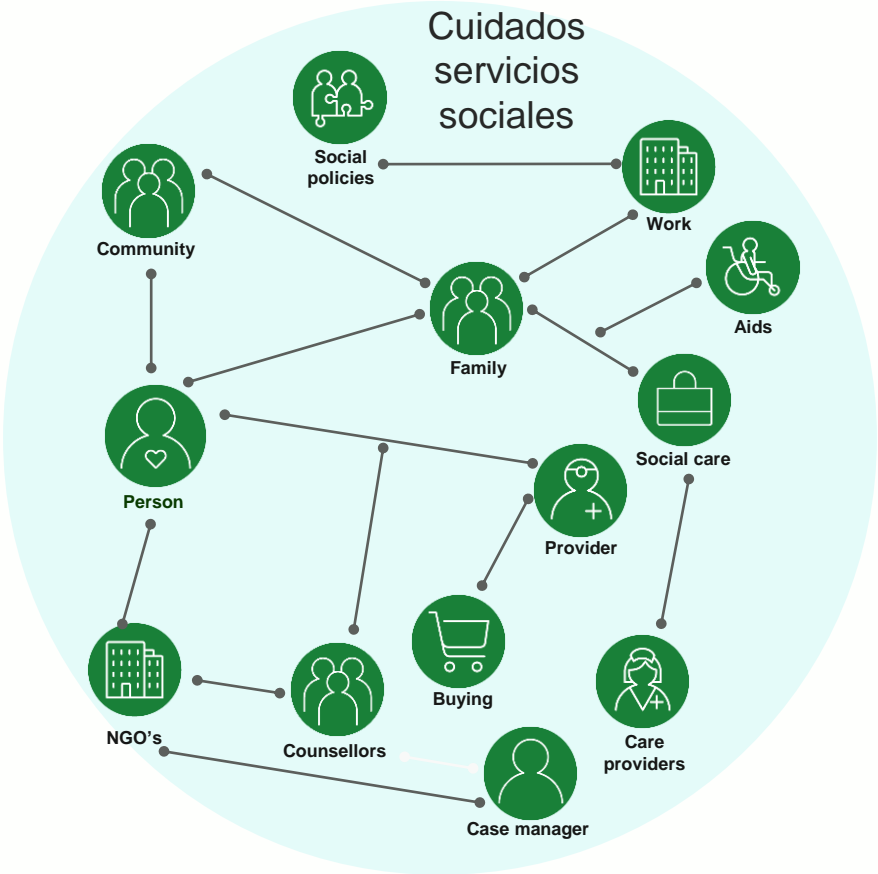 Cuidados
servicios
sociales
Social
policies
Work
Community
Aids
Family
Social care
Person
Provider
Buying
NGO's
Counsellors
Care
providers
Case manager